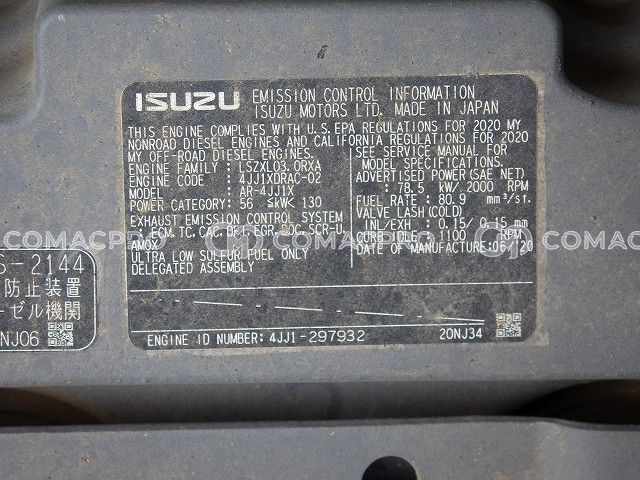 ISUZU EMISSION CONTROL INFORMATION
ISUZU MOTORS LTD. MADE IN JAPAN
THIS ENGINE COMPLIES WITH U.S.EPA REGULATIONS FOR 2020 MY
NONROAD DIESEL ENGINES AND CALIFORNIA REGULATIONS FOR 2020
MY OFF-ROAD DIESEL ENGINES.
ENGINE FAMILY : LSZXL03.0RXA
ENGINE CODE : 4JJ1XDRAC-02
MODEL : AR-4JJ1X
POWER CATEGORY: 56 ≤kW< 130
EXHAUST EMISSION CONTROL SYSTEM
: ECM, TC, CAC, DFI, EGR, DOC, SCR-U,
AMOX
ULTRA LOW SULFUR FUEL ONLY
DELEGATED ASSEMBLY
SEE SERVICE MANUAL FOR
MODEL SPECIFICATIONS.
ADVERTISED POWER(SAE NET)
: 78.5 kW/ 2000 RPM
FUEL RATE : 80.9 mm³/st.
VALVE LASH(COLD)
INL/EXH : 0.15/ 0.15 mm
CURB IDLE : 1100 RPM
DATE OF MANUFACTURE:06/'20
ENGINE ID NUMBER: 4JJ1-297932 20NJ34
S-2144
防止装置
ーゼル機関
NJ06
COMACPRO
COMACPRO
COMACPRO